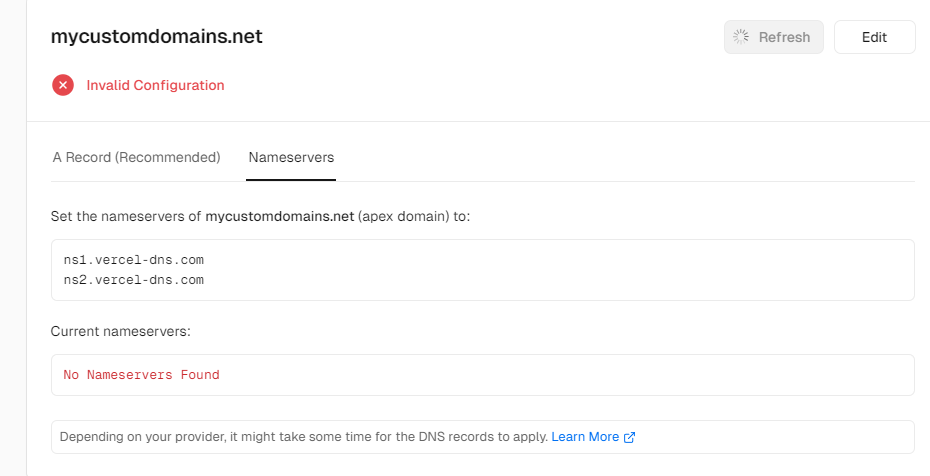 mycustomdomains.net
Refresh
Edit
Invalid Configuration
A Record (Recommended)
Nameservers
Set the nameservers of mycustomdomains.net (apex domain) to:
ns1.vercel-dns.com
ns2.vercel-dns.com
Current nameservers:
No Nameservers Found
Depending on your provider, it might take some time for the DNS records to apply. Learn More